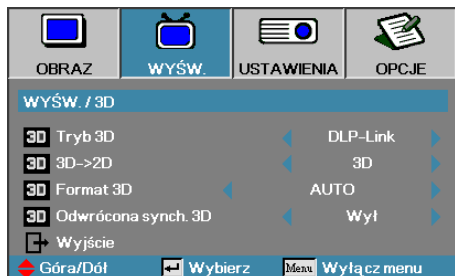 OBRAZ WYŚW. USTAWIENIA OPCJE
WYŚW. / 3D
3D Tryb 3D DLP-Link
3D 3D->2D 3D
3D Format 3D AUTO
3D Odwrócona synch. 3D Wył
Wyjście
Góra/Dół Wybierz Menu Wyłącz menu